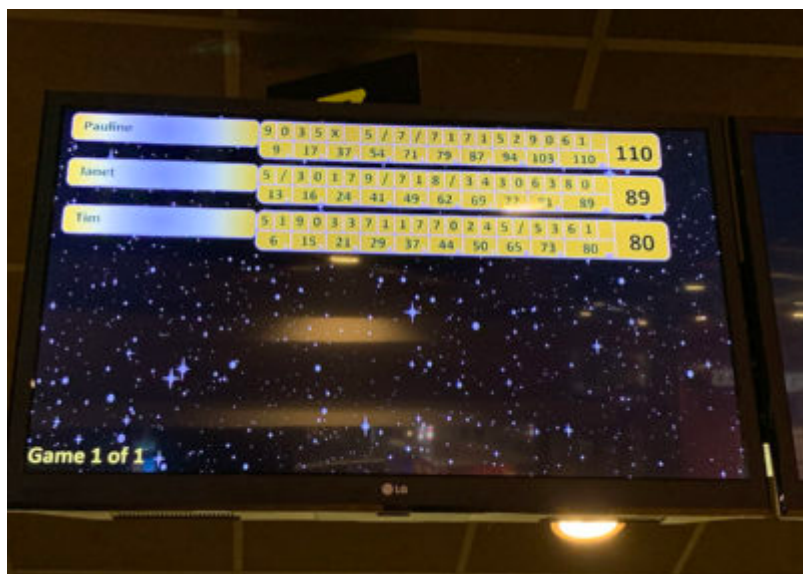 Pauline
9 0 3 5 X 5 / 7 / 7 1 7 1 5 2 9 0 6 1
9 17 37 54 71 79 87 94 103 110 110
Janet
5 / 3 0 1 7 9 / 7 1 8 / 3 4 3 0 6 3 8 0
13 16 24 41 49 62 69 81 89 89
Tim
5 1 9 0 3 3 7 1 1 7 7 0 2 4 5 / 5 3 6 1
6 15 21 29 37 44 50 65 73 80 80
Game 1 of 1
LG